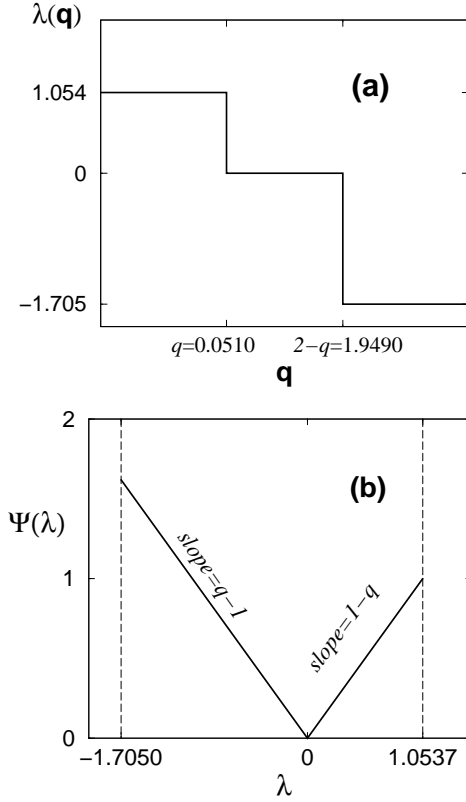 λ(q)
(a)
1.054
0
−1.705
q=0.0510
2−q=1.9490
q
2
(b)
Ψ(λ)
slope=q−1
slope=1−q
1
0
−1.7050
0
1.0537
λ